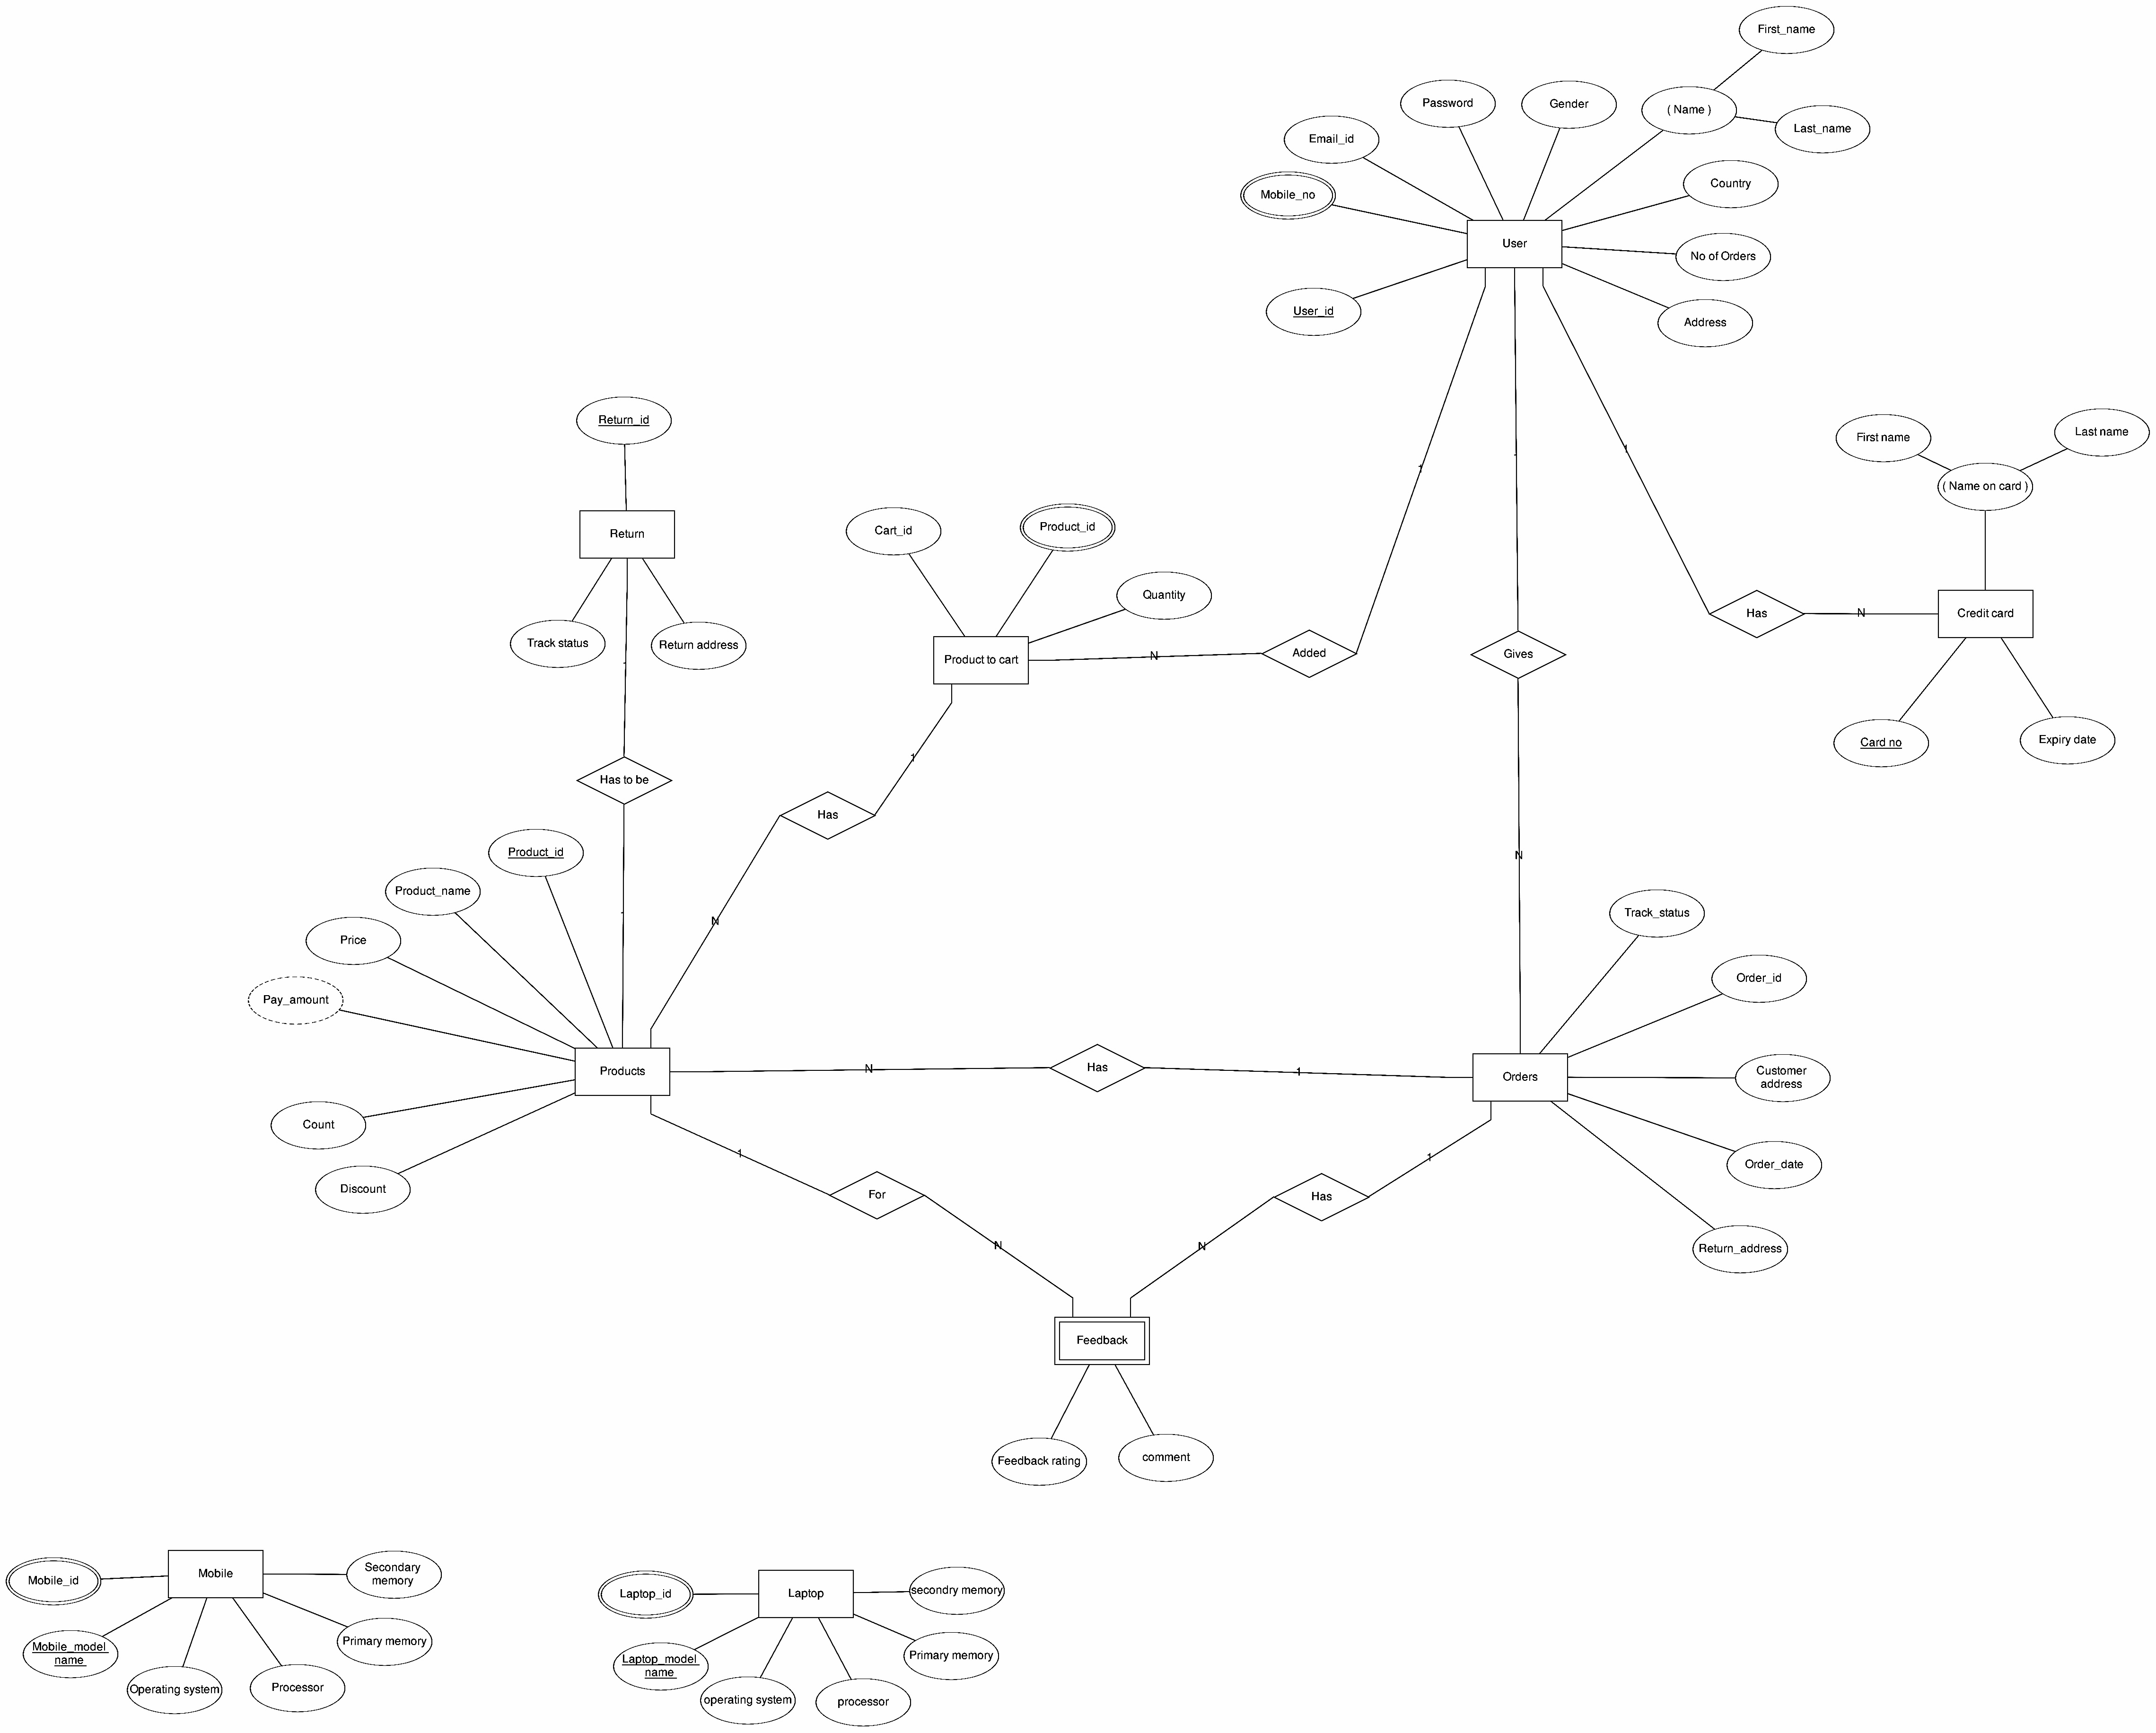 First_name
Password
Gender
( Name )
Last_name
Email_id
Mobile_no
Country
User
No of Orders
User_id
Address
Return_id
First name
Last name
1
1
1
( Name on card )
Return
Cart_id
Product_id
Quantity
Has
N
Credit card
Track status
Return address
Product to cart
N
Added
Gives
1
Card no
Expiry date
Has to be
1
Has
Product_id
N
Product_name
1
N
Track_status
Price
Order_id
Pay_amount
Products
N
Has
1
Orders
Customer
address
Count
1
1
Order_date
Discount
For
Has
N
N
Return_address
Feedback
Feedback rating
comment
Mobile_id
Mobile
Secondary
memory
Mobile_model
name
Primary memory
Operating system
Processor
Laptop_id
Laptop
secondry memory
Laptop_model
name
Primary memory
operating system
processor